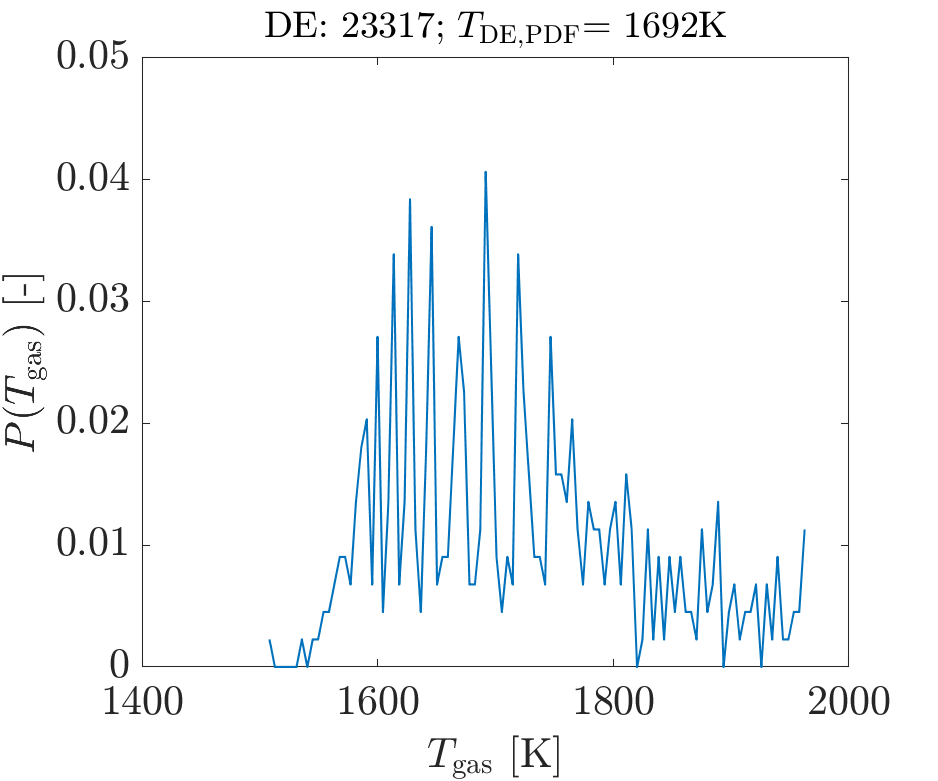 DE: 23317; T_DE,PDF= 1692K
0.05
0.04
0.03
0.02
0.01
0
P(T_gas) [-]
1400 1600 1800 2000
T_gas [K]